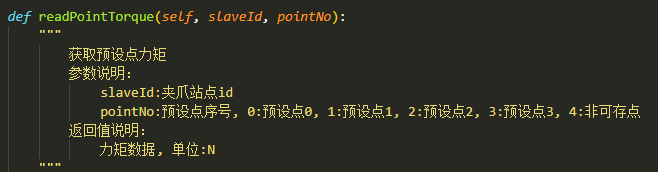 def readPointTorque(self, slaveId, pointNo):
"""
获取预设点力矩
参数说明:
slaveId:夹爪站点id
pointNo:预设点序号, 0:预设点0, 1:预设点1, 2:预设点2, 3:预设点3, 4:非可存点
返回值说明:
力矩数据, 单位:N
"""